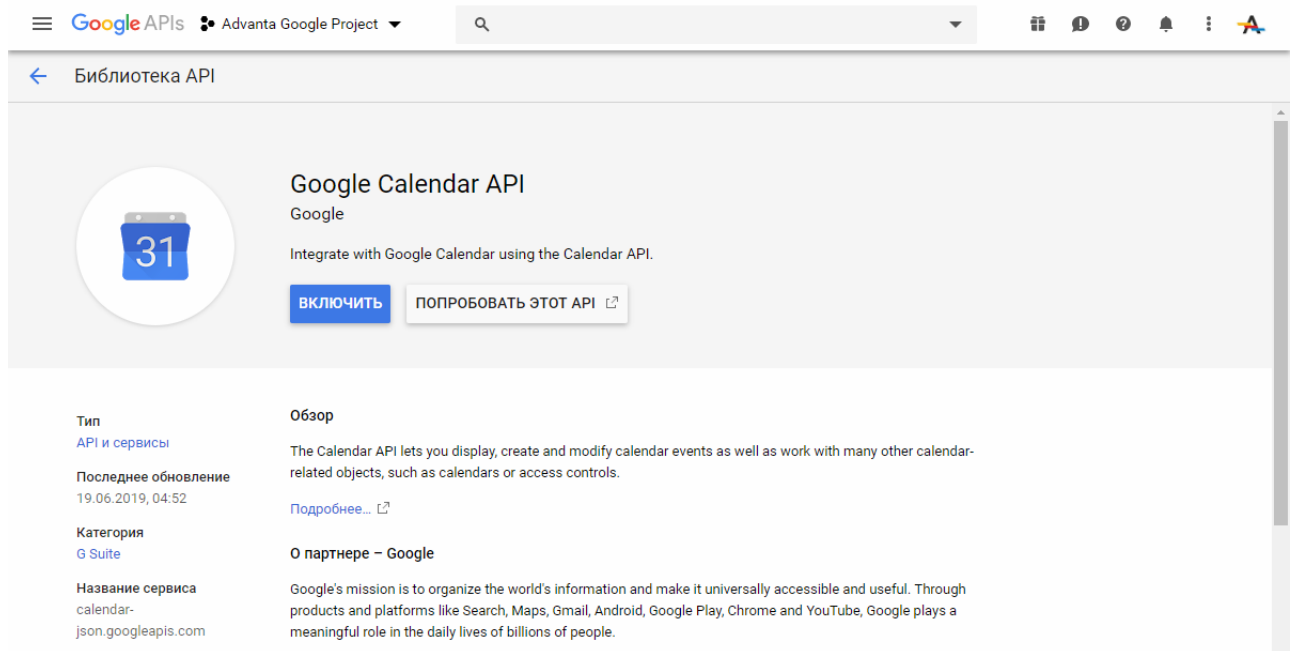 Google APIs Advanta Google Project
Библиотека API
31
Google Calendar API
Google
Integrate with Google Calendar using the Calendar API.
ВКЛЮЧИТЬ ПОПРОБОВАТЬ ЭТОТ API
Тип
API и сервисы
Последнее обновление
19.06.2019, 04:52
Категория
G Suite
Название сервиса
calendar-
json.googleapis.com
Обзор
The Calendar API lets you display, create and modify calendar events as well as work with many other calendar-
related objects, such as calendars or access controls.
Подробнее...
О партнере – Google
Google's mission is to organize the world's information and make it universally accessible and useful. Through
products and platforms like Search, Maps, Gmail, Android, Google Play, Chrome and YouTube, Google plays a
meaningful role in the daily lives of billions of people.